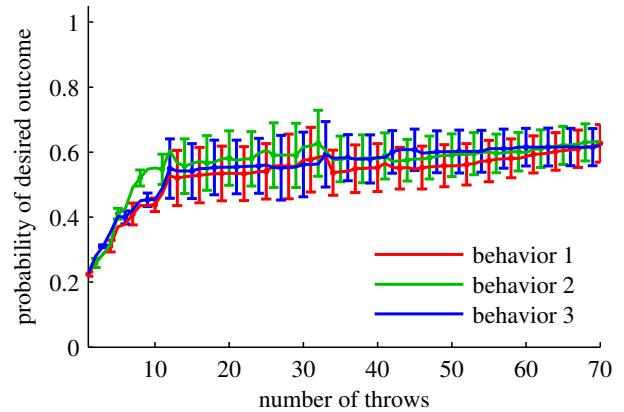 probability of desired outcome
1
0.8
0.6
0.4
0.2
0
behavior 1
behavior 2
behavior 3
10 20 30 40 50 60 70
number of throws